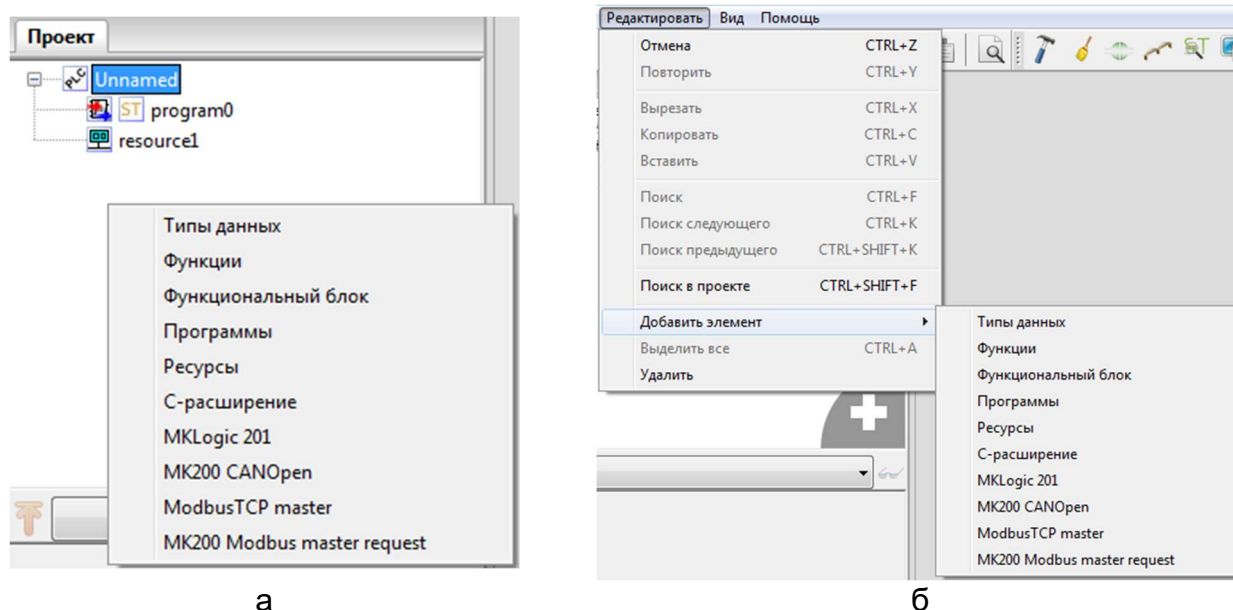 Проект
PLC Unnamed
ST program0
resource1
Типы данных
Функции
Функциональный блок
Программы
Ресурсы
С-расширение
MKLogic 201
MK200 CANOpen
ModbusTCP master
MK200 Modbus master request
а
Редактировать Вид Помощь
Отмена CTRL+Z
Повторить CTRL+Y
Вырезать CTRL+X
Копировать CTRL+C
Вставить CTRL+V
Поиск CTRL+F
Поиск следующего CTRL+K
Поиск предыдущего CTRL+SHIFT+K
Поиск в проекте CTRL+SHIFT+F
Добавить элемент
Выделить все CTRL+A
Удалить
ST
Типы данных
Функции
Функциональный блок
Программы
Ресурсы
С-расширение
MKLogic 201
MK200 CANOpen
ModbusTCP master
MK200 Modbus master request
б